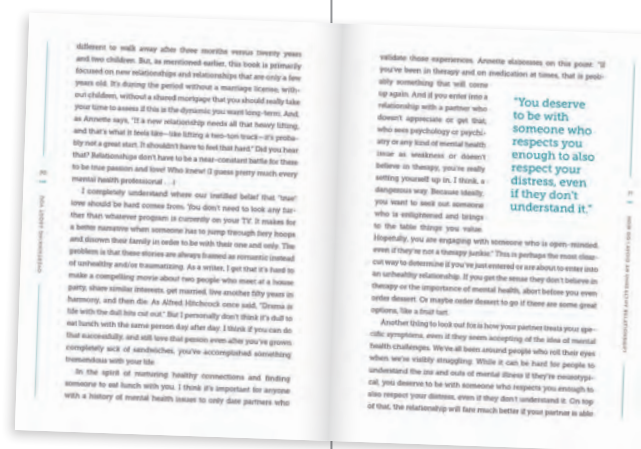 different to walk away after three months versus twenty years
and two children. But, as mentioned earlier, this book is primarily
focused on new relationships and relationships that are only a few
years old. It's during the period without a marriage license, with-
out children, without a shared mortgage that you should really take
your time to assess if this is the dynamic you want long-term. And,
as Annette says, "If a new relationship needs all that heavy lifting,
and that's what it feels like—like lifting a two-ton truck—it's proba-
bly not a great start. It shouldn't have to feel that hard." Did you hear
that? Relationships don't have to be a near-constant battle for these
to be true passion and love! Who knew? (I guess pretty much every
mental health professional . . .)
I completely understand where our instilled belief that "true"
love should be hard comes from. You don't need to look any fur-
ther than whatever program is currently on your TV. It makes for
a better narrative when someone has to jump through fiery hoops
and disown their family in order to be with their one and only. The
problem is that these stories are always framed as romantic instead
of unhealthy and/or traumatizing. As a writer, I get that it's hard to
make a compelling movie about two people who meet at a house
party, share similar interests, get married, live another fifty years in
harmony, and then die. As Alfred Hitchcock once said, "Drama is
life with the dull bits cut out." But I personally don't think it's dull to
eat lunch with the same person day after day. I think if you can do
that successfully, and still love that person even after you've grown
completely sick of sandwiches, you've accomplished something
tremendous with your life.
In the spirit of nurturing healthy connections and finding
someone to eat lunch with you, I think it's important for anyone
with a history of mental health issues to only date partners who
validate those experiences. Annette elaborates on this point. "If
you've been in therapy and on medication at times, that is prob-
ably something that will come
up again. And if you enter into a
relationship with a partner who
doesn't appreciate or get that,
who sees psychology or psychi-
atry or any kind of mental health
issue as weakness or doesn't
believe in therapy, you're really
setting yourself up in, I think, a
dangerous way. Because ideally,
you want to seek out someone
who is enlightened and brings
to the table things you value.
Hopefully, you are engaging with someone who is open-minded,
even if they're not a therapy junkie." This is perhaps the most clear-
cut way to determine if you've just entered or are about to enter into
an unhealthy relationship. If you get the sense they don't believe in
therapy or the importance of mental health, abort before you even
order dessert. Or maybe order dessert to go if there are some great
options, like a fruit tart.
Another thing to look out for is how your partner treats your spe-
cific symptoms, even if they seem accepting of the idea of mental
health challenges. We've all been around people who roll their eyes
when we're visibly struggling. While it can be hard for people to
understand the ins and outs of mental illness if they're neurotypi-
cal, you deserve to be with someone who respects you enough to
also respect your distress, even if they don't understand it. On top
of that, the relationship will fare much better if your partner is able
"You deserve
to be with
someone who
respects you
enough to also
respect your
distress, even
if they don't
understand it."